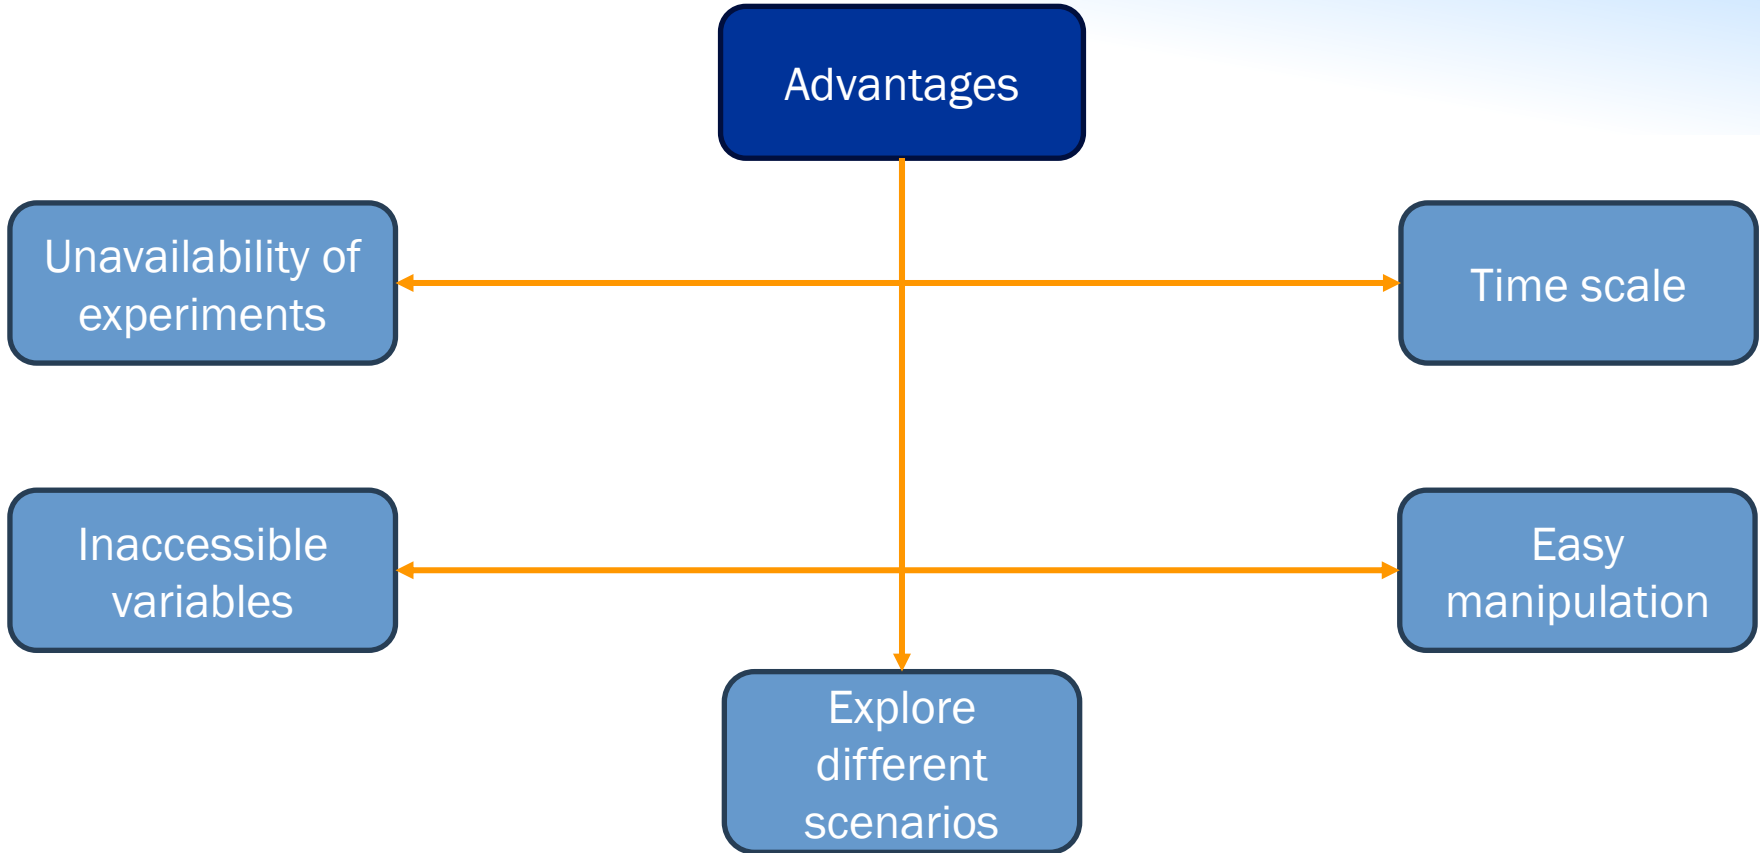 Advantages
Unavailability of
experiments
Time scale
Inaccessible
variables
Easy
manipulation
Explore
different
scenarios